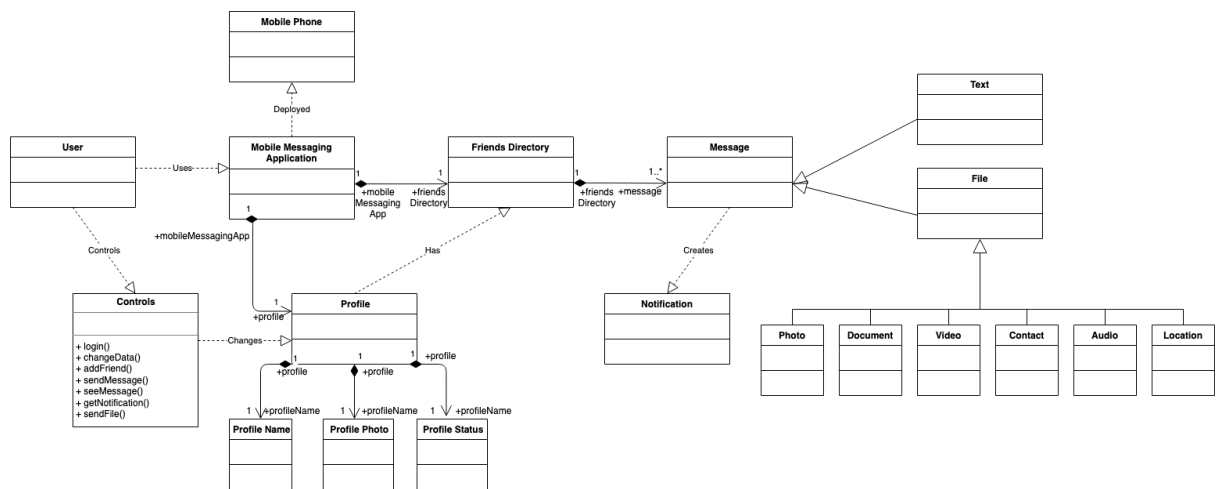 Mobile Phone
Deployed
User
Uses
Mobile Messaging
Application
1
+mobile
Messaging
App
1
+friends
Directory
Friends Directory
1
+friends
Directory
1..*
+message
Message
Text
File
1
+mobileMessagingApp
Controls
Has
Creates
Controls
+ login()
+ changeData()
+ addFriend()
+ sendMessage()
+ seeMessage()
+ getNotification()
+ sendFile()
Changes
1
+profile
Profile
Notification
Photo
Document
Video
Contact
Audio
Location
1
+profile
1
+profile
1
+profile
1
+profileName
1
+profileName
1
+profileName
Profile Name
Profile Photo
Profile Status